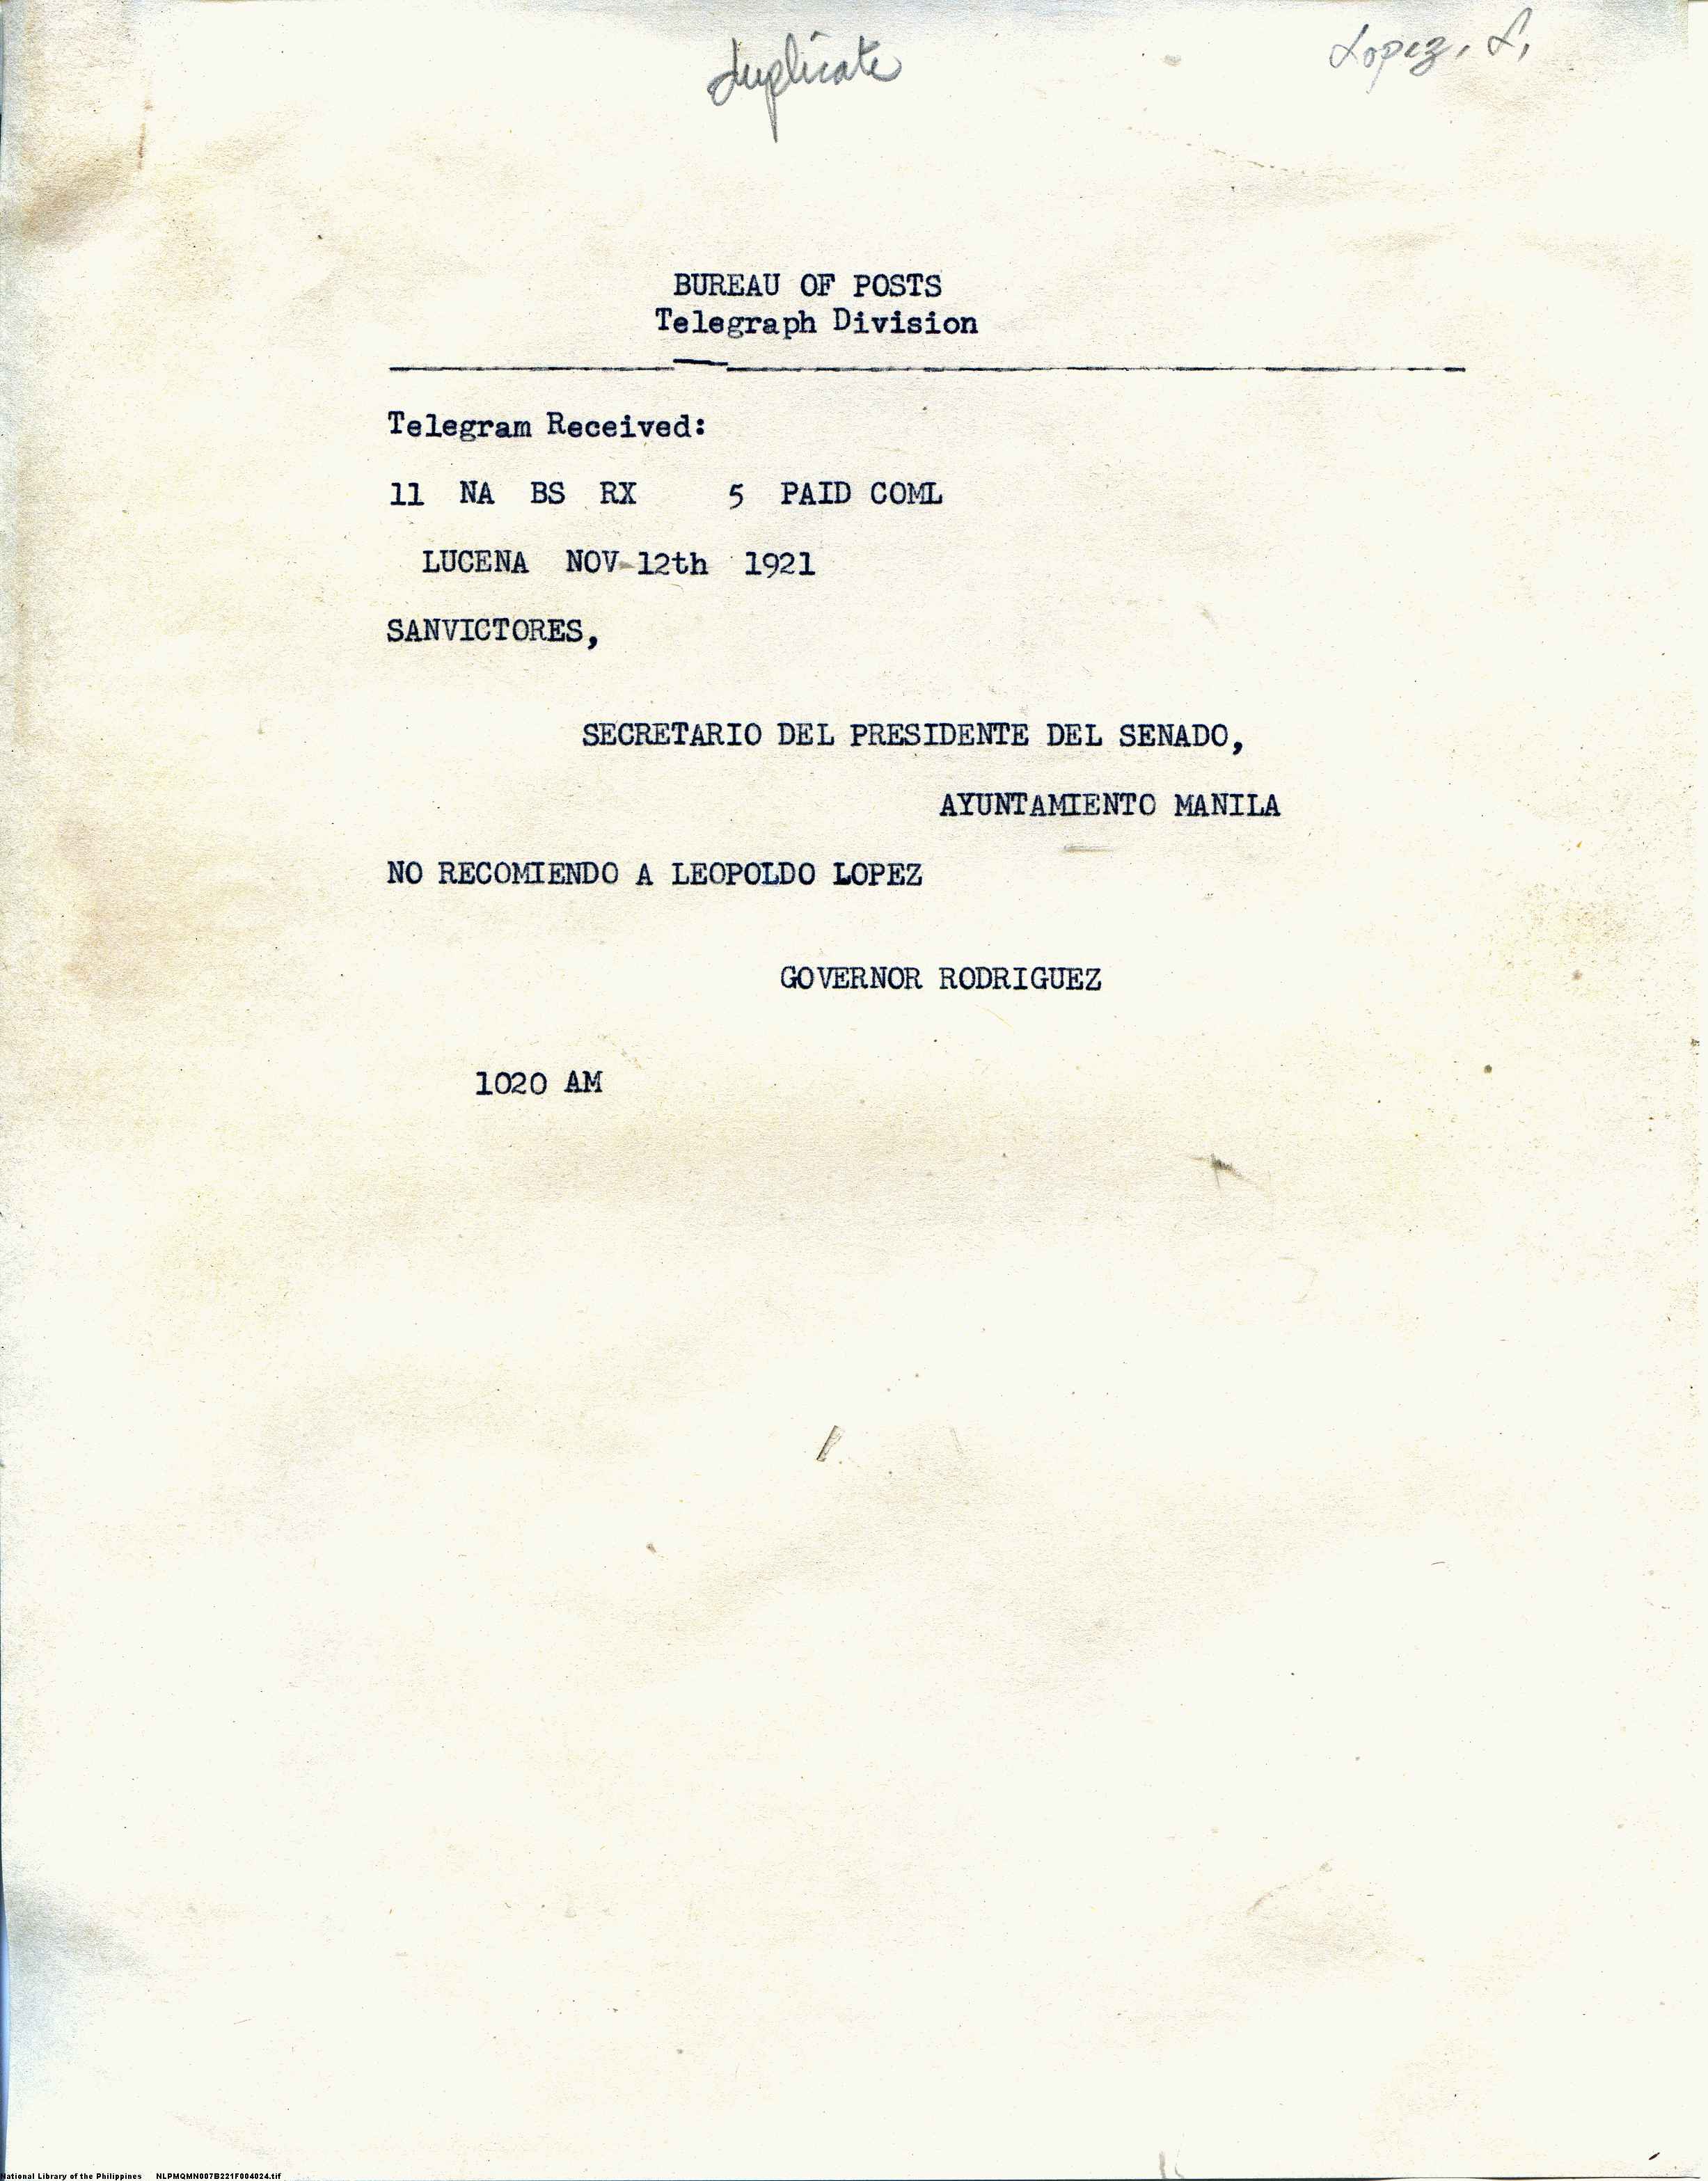 duplicate
Lopez, L.
BUREAU OF POSTS
Telegraph Division
Telegram Received:
11 NA BS RX 5 PAID COML
LUCENA NOV-12th 1921
SANVICTORES,
SECRETARIO DEL PRESIDENTE DEL SENADO,
AYUNTAMIENTO MANILA
NO RECOMIENDO A LEOPOLDO LOPEZ
GOVERNOR RODRIGUEZ
1020 AM
National Library of the Philippines NLPMQMN007B221F004024.tif